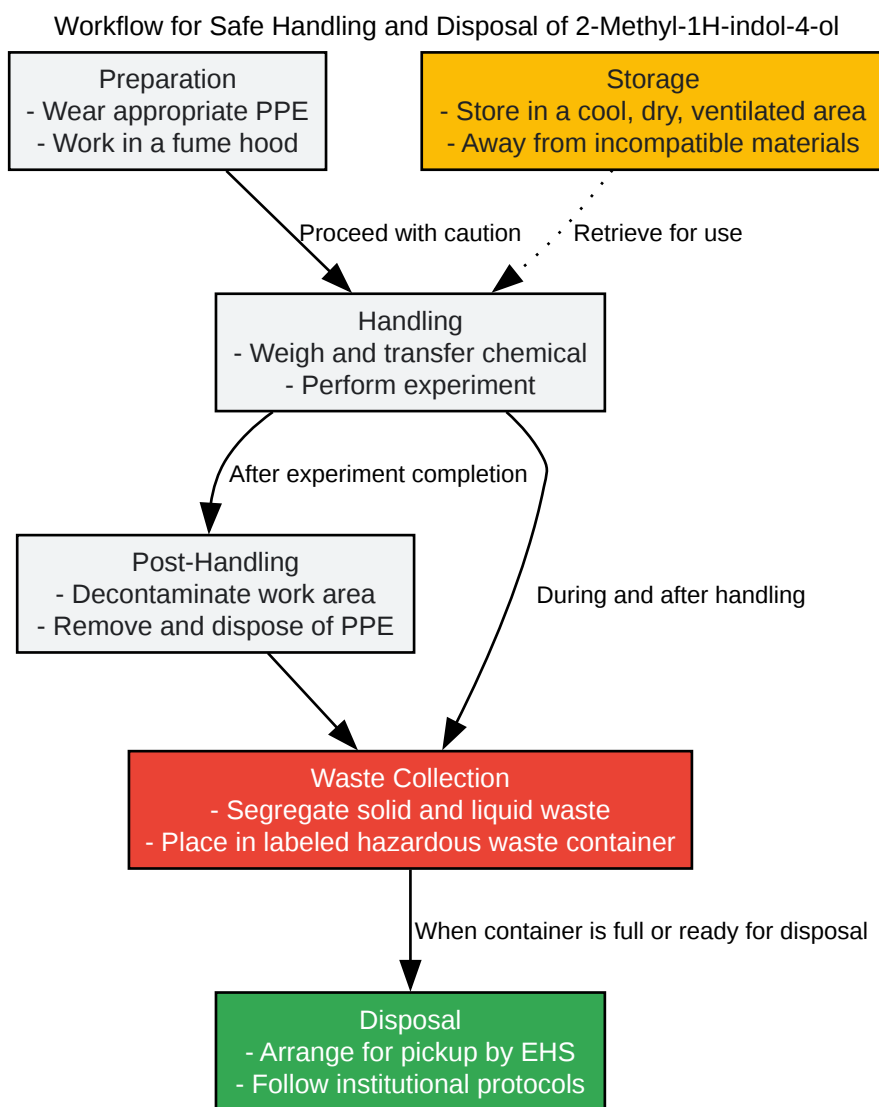 Workflow for Safe Handling and Disposal of 2-Methyl-1H-indol-4-ol
Preparation
- Wear appropriate PPE
- Work in a fume hood
Storage
- Store in a cool, dry, ventilated area
- Away from incompatible materials
Proceed with caution
Retrieve for use
Handling
- Weigh and transfer chemical
- Perform experiment
After experiment completion
Post-Handling
- Decontaminate work area
- Remove and dispose of PPE
During and after handling
Waste Collection
- Segregate solid and liquid waste
- Place in labeled hazardous waste container
When container is full or ready for disposal
Disposal
- Arrange for pickup by EHS
- Follow institutional protocols